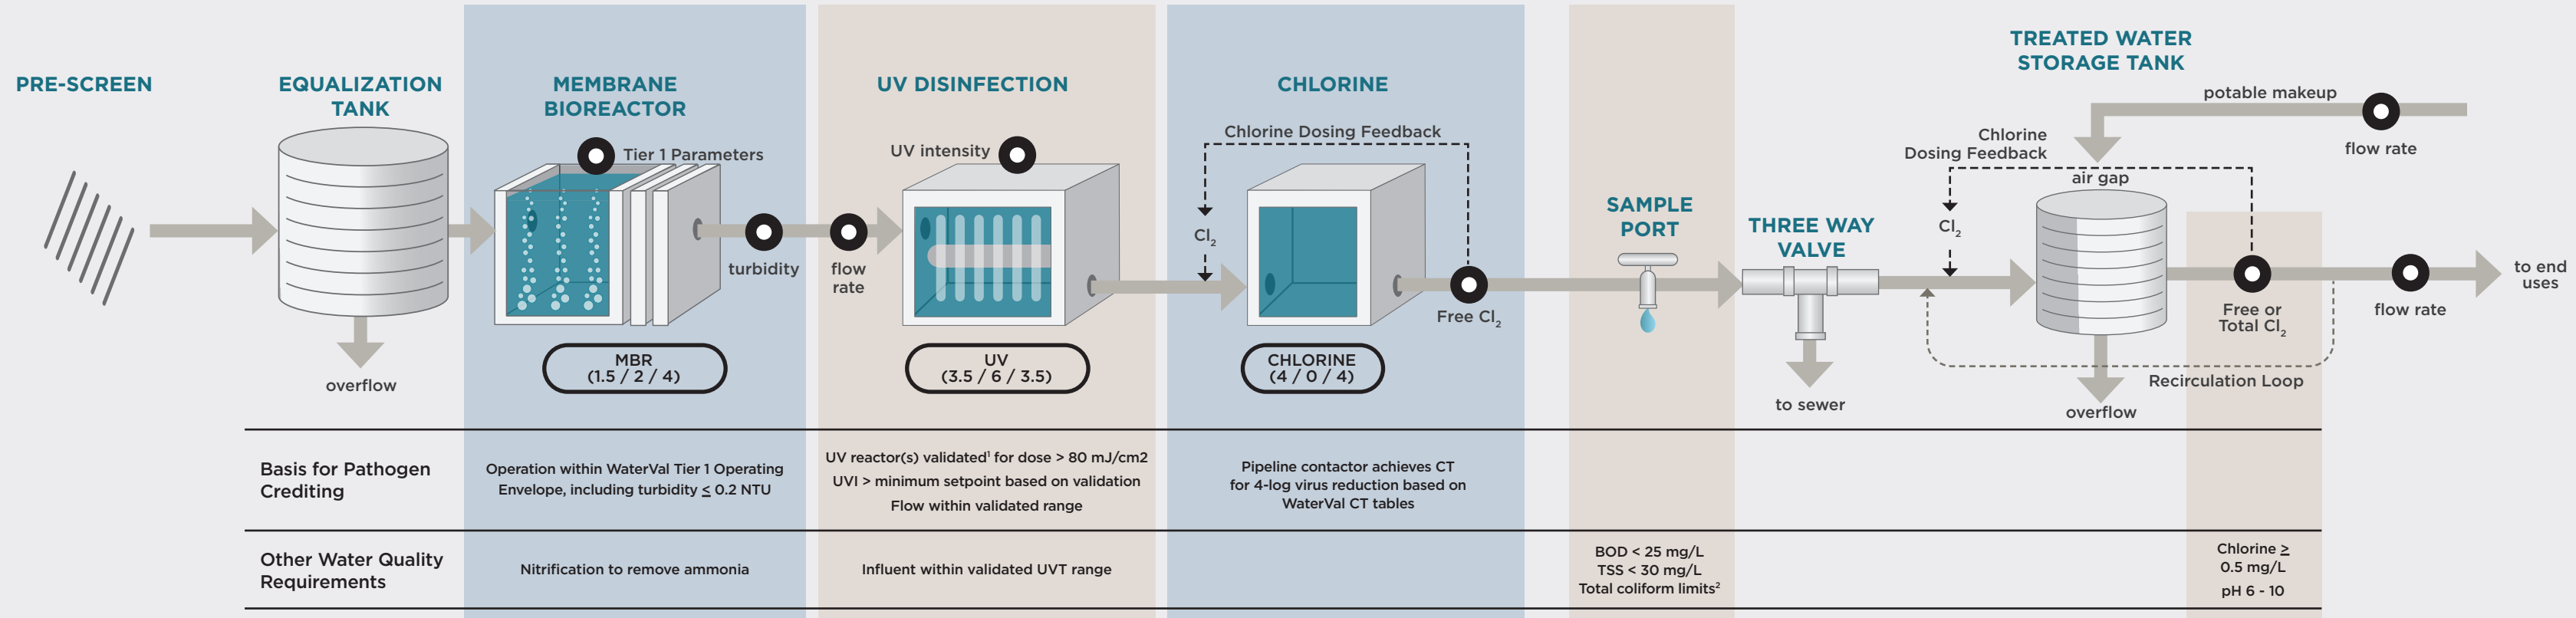 PRE-SCREEN
EQUALIZATION
TANK
overflow
MEMBRANE
BIOREACTOR
Tier 1 Parameters
turbidity
MBR
(1.5 / 2 / 4)
UV DISINFECTION
UV intensity
flow
rate
UV
(3.5 / 6 / 3.5)
CHLORINE
Chlorine Dosing Feedback
Cl₂
Free Cl₂
CHLORINE
(4 / 0 / 4)
SAMPLE
PORT
THREE WAY
VALVE
to sewer
TREATED WATER
STORAGE TANK
potable makeup
flow rate
Chlorine
Dosing Feedback
air gap
Cl₂
Free or
Total Cl₂
flow rate
to end
uses
Recirculation Loop
overflow
Basis for Pathogen
Crediting
Operation within WaterVal Tier 1 Operating
Envelope, including turbidity ≤ 0.2 NTU
UV reactor(s) validated¹ for dose > 80 mJ/cm2
UVI > minimum setpoint based on validation
Flow within validated range
Pipeline contactor achieves CT
for 4-log virus reduction based on
WaterVal CT tables
Other Water Quality
Requirements
Nitrification to remove ammonia
Influent within validated UVT range
BOD < 25 mg/L
TSS < 30 mg/L
Total coliform limits²
Chlorine ≥
0.5 mg/L
pH 6 - 10